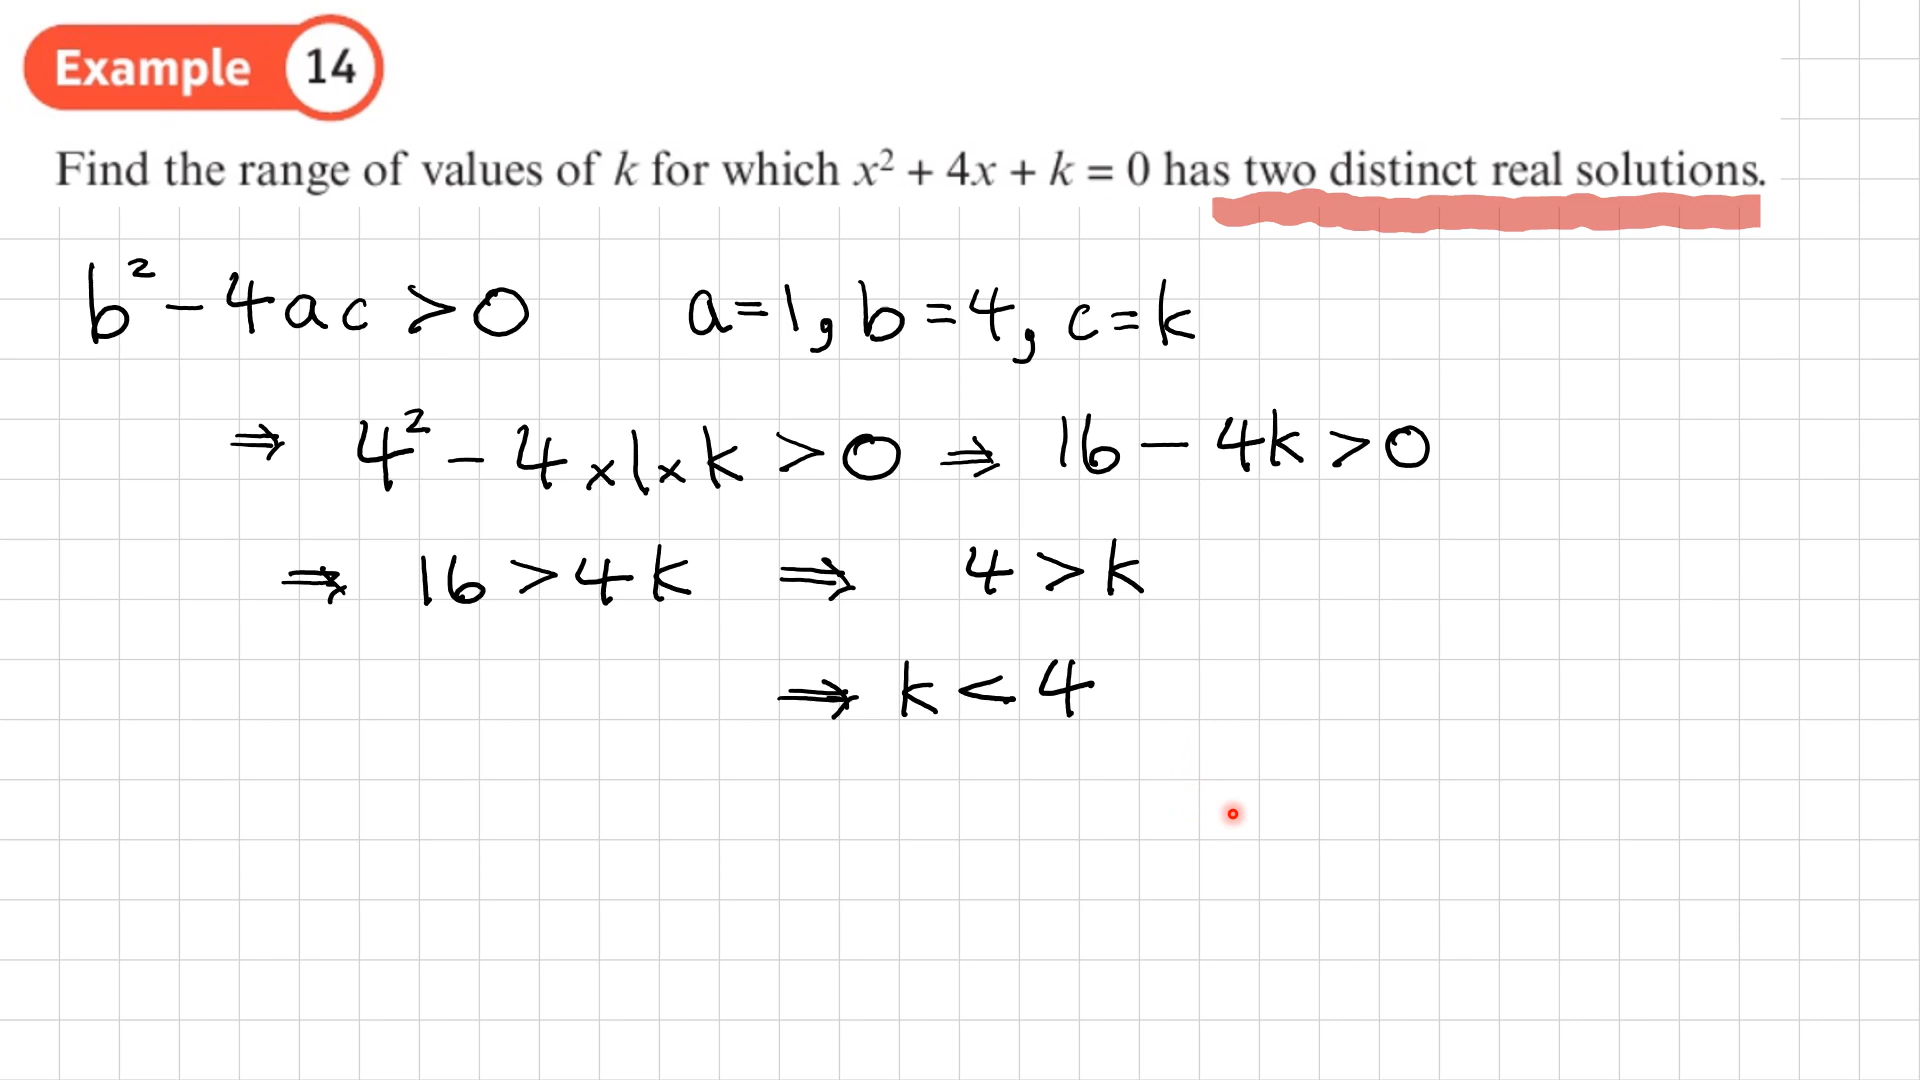 Example 14
Find the range of values of k for which x² + 4x + k = 0 has two distinct real solutions.
b² - 4ac > 0 a=1, b=4, c=k
⇒ 4² - 4×1×k > 0 ⇒ 16 - 4k > 0
⇒ 16 > 4k ⇒ 4 > k
⇒ k < 4